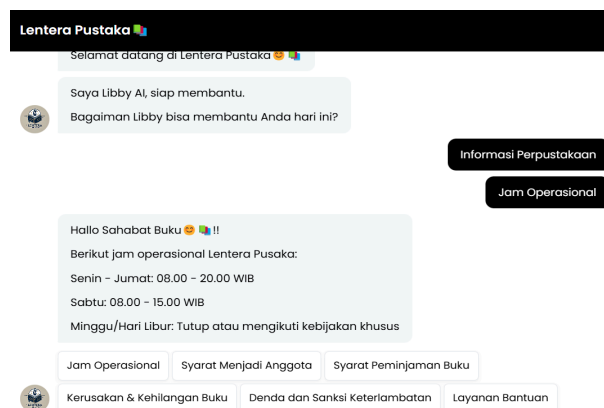 Lentera Pustaka
Selamat datang di Lentera Pustaka
Saya Libby AI, siap membantu.
Bagaiman Libby bisa membantu Anda hari ini?
Informasi Perpustakaan
Jam Operasional
Hallo Sahabat Buku😊📚!!
Berikut jam operasional Lentera Pusaka:
Senin - Jumat: 08.00 - 20.00 WIB
Sabtu: 08.00 - 15.00 WIB
Minggu/Hari Libur: Tutup atau mengikuti kebijakan khusus
Jam Operasional Syarat Menjadi Anggota Syarat Peminjaman Buku
Kerusakan & Kehilangan Buku Denda dan Sanksi Keterlambatan Layanan Bantuan